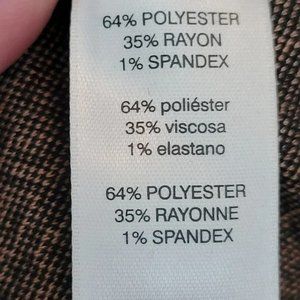 64% POLYESTER
35% RAYON
1% SPANDEX
64% poliéster
35% viscosa
1% elastano
64% POLYESTER
35% RAYONNE
1% SPANDEX